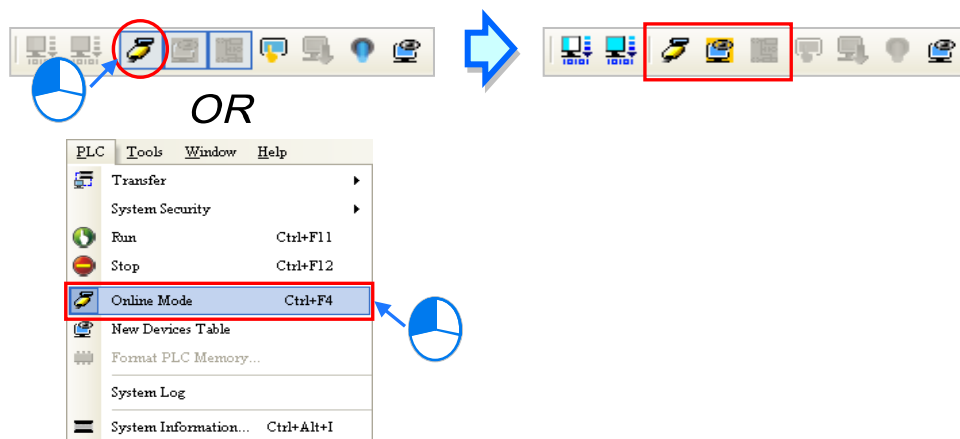 OR
PLC Tools Window Help
Transfer
System Security
Run Ctrl+F11
Stop Ctrl+F12
Online Mode Ctrl+F4
New Devices Table
Format PLC Memory...
System Log
System Information... Ctrl+Alt+I